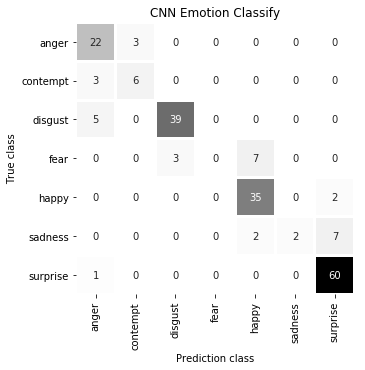 CNN Emotion Classify
True class
anger 22 3 0 0 0 0 0
contempt 3 6 0 0 0 0 0
disgust 5 0 39 0 0 0 0
fear 0 0 3 0 7 0 0
happy 0 0 0 0 35 0 2
sadness 0 0 0 0 2 2 7
surprise 1 0 0 0 0 0 60
anger contempt disgust fear happy sadness surprise
Prediction class